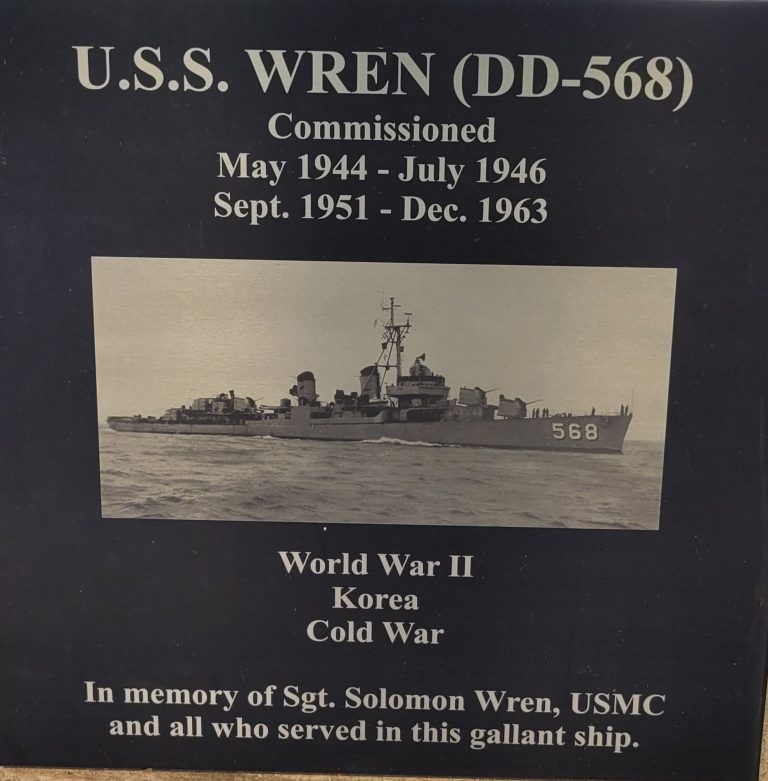 U.S.S. WREN (DD-568)
Commissioned
May 1944 - July 1946
Sept. 1951 - Dec. 1963
568
World War II
Korea
Cold War
In memory of Sgt. Solomon Wren, USMC
and all who served in this gallant ship.